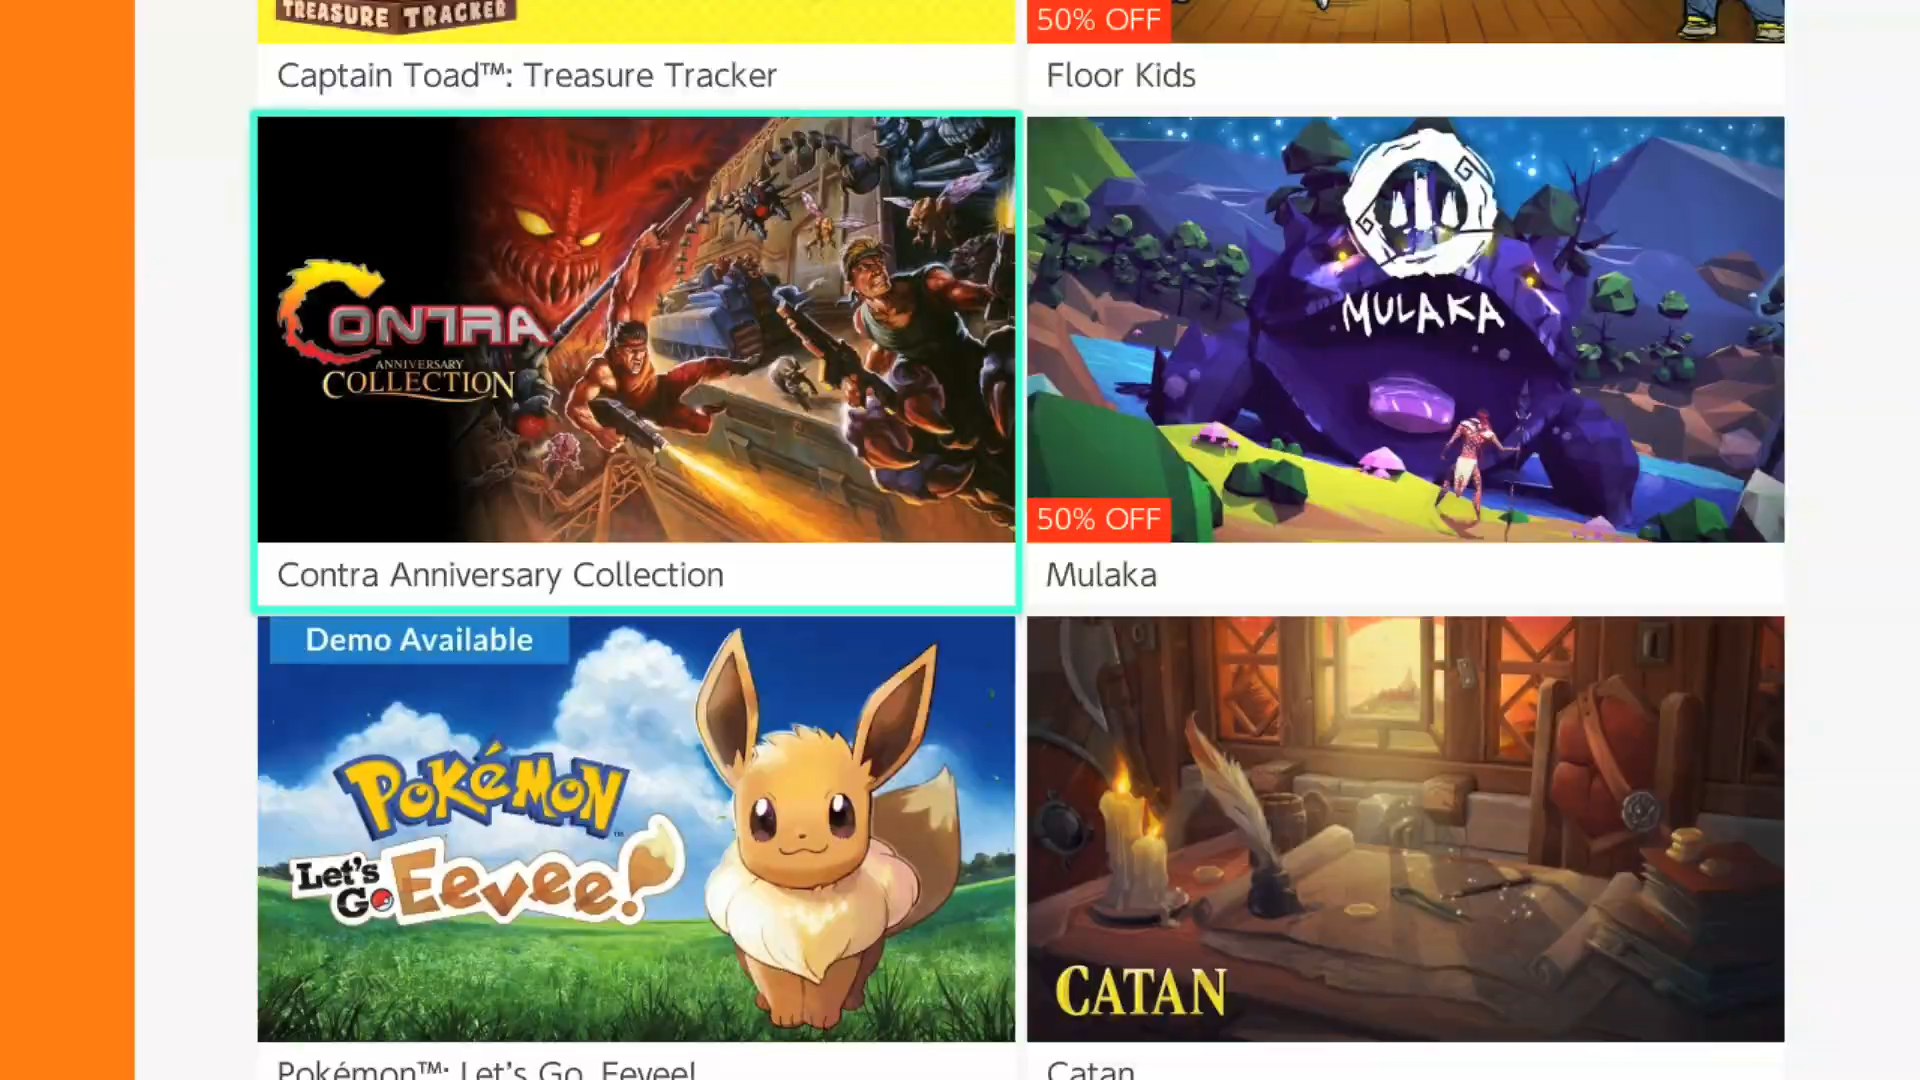 TREASURE TRACKER
50% OFF
Captain Toad™: Treasure Tracker
Floor Kids
CONTRA
ANNIVERSARY
COLLECTION
MULAKA
50% OFF
Contra Anniversary Collection
Mulaka
Demo Available
POKéMON™
Let's
Go Eevee!
CATAN
Pokémon™: Let's Go, Eevee!
Catan